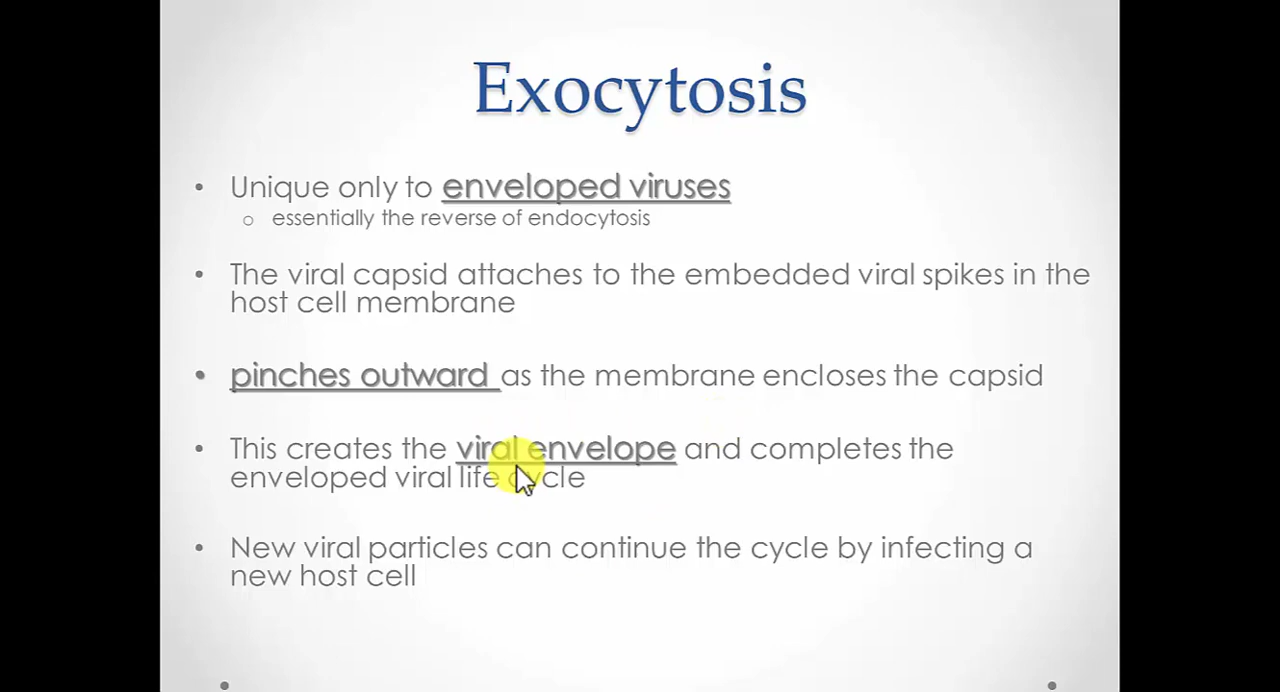 Exocytosis
• Unique only to enveloped viruses
o essentially the reverse of endocytosis
• The viral capsid attaches to the embedded viral spikes in the
host cell membrane
• pinches outward as the membrane encloses the capsid
• This creates the viral envelope and completes the
enveloped viral life cycle
• New viral particles can continue the cycle by infecting a
new host cell